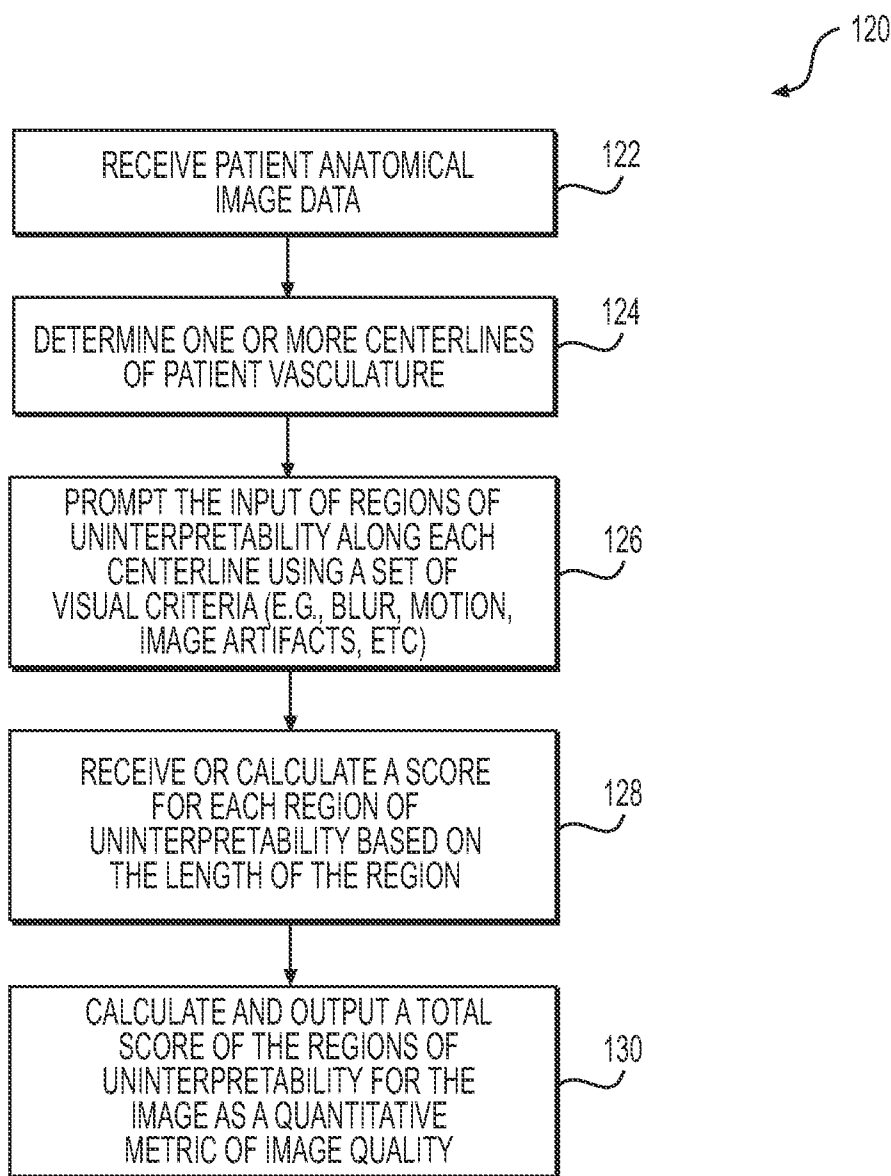 120
RECEIVE PATIENT ANATOMICAL
IMAGE DATA
122
DETERMINE ONE OR MORE CENTERLINES
OF PATIENT VASCULATURE
124
PROMPT THE INPUT OF REGIONS OF
UNINTERPRETABILITY ALONG EACH
CENTERLINE USING A SET OF
VISUAL CRITERIA (E.G., BLUR, MOTION,
IMAGE ARTIFACTS, ETC)
126
RECEIVE OR CALCULATE A SCORE
FOR EACH REGION OF
UNINTERPRETABILITY BASED ON
THE LENGTH OF THE REGION
128
CALCULATE AND OUTPUT A TOTAL
SCORE OF THE REGIONS OF
UNINTERPRETABILITY FOR THE
IMAGE AS A QUANTITATIVE
METRIC OF IMAGE QUALITY
130